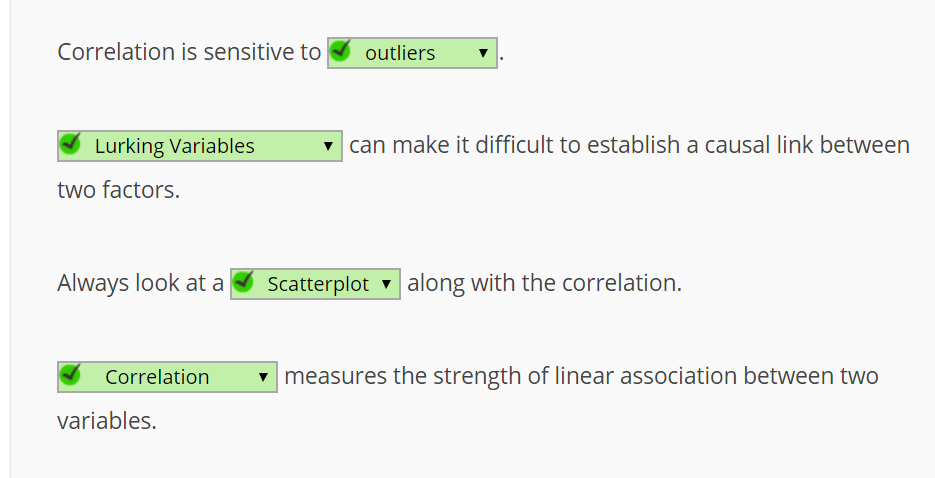 Correlation is sensitive to outliers.
Lurking Variables can make it difficult to establish a causal link between
two factors.
Always look at a Scatterplot along with the correlation.
Correlation measures the strength of linear association between two
variables.